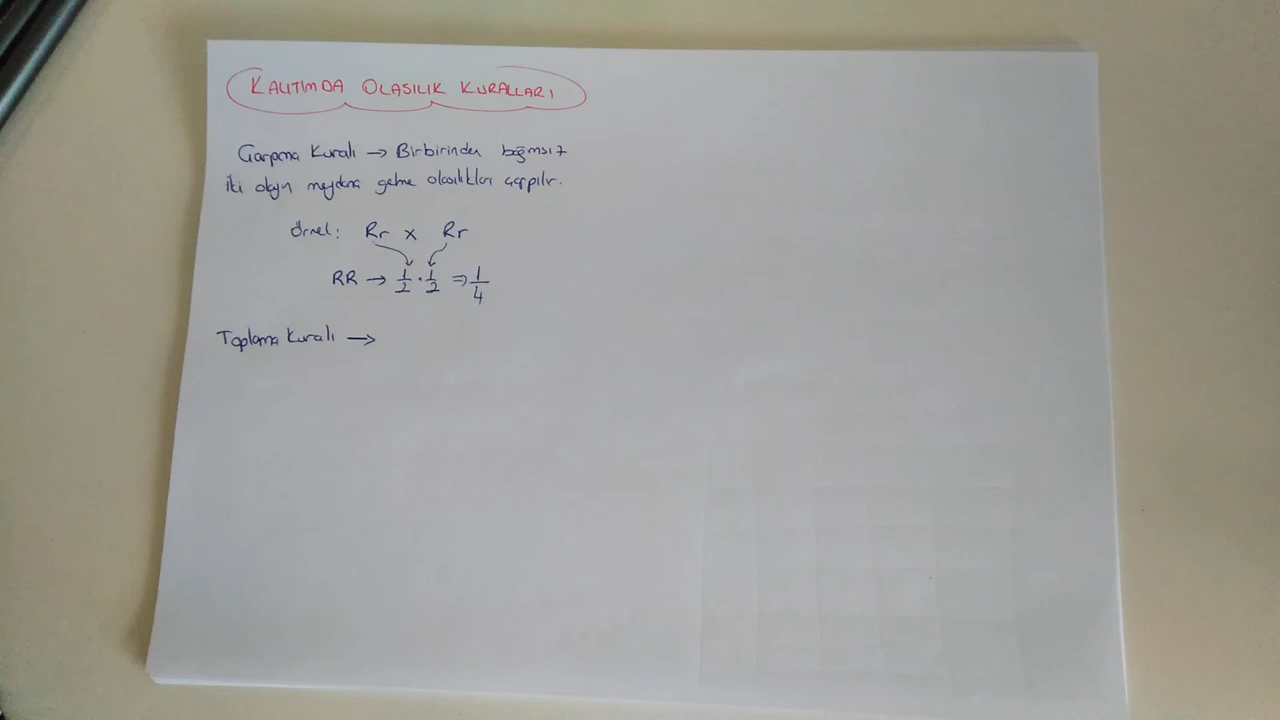 KALITIMDA OLASILIK KURALLARI
Çarpma Kuralı → Birbirinden bağımsız
iki olayın meydana gelme olasılıkları çarpılır.
Örnek: Rr x Rr
RR → 1/2 · 1/2 ⇒ 1/4
Toplama Kuralı →